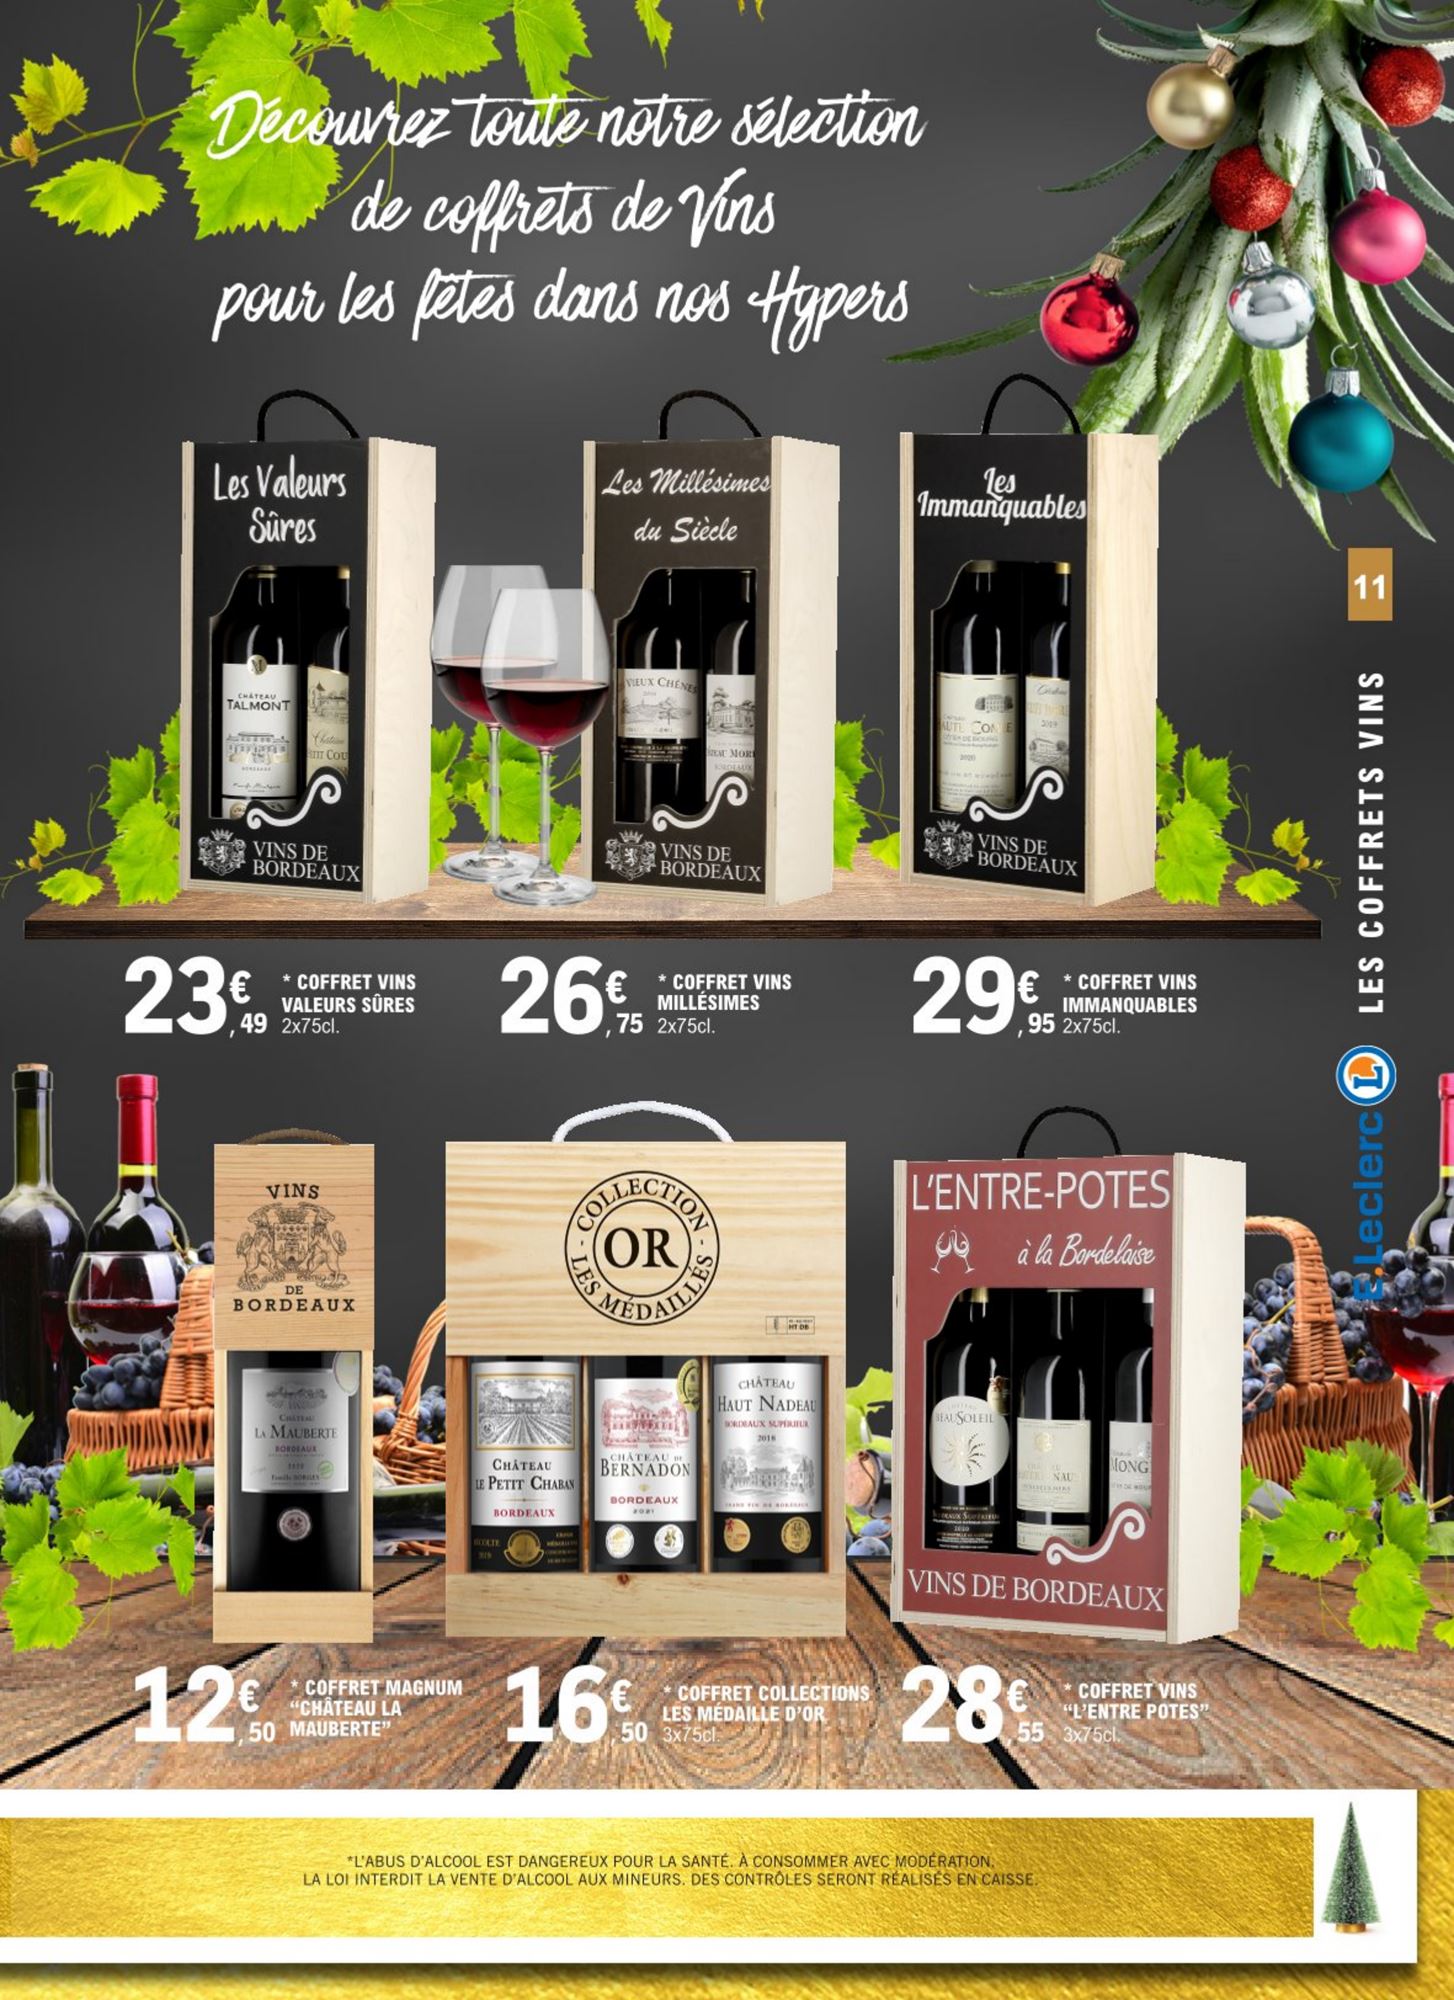 Découvrez toute notre sélection
de coffrets de Vins
pour les fêtes dans nos Hypers
Les Valeurs
Sûres
CHÂTEAU
TALMONT
BORDEAUX
VINS DE
BORDEAUX
Les Millésimes
du Siècle
VIEUX CHÊNES
VINS DE
BORDEAUX
Les
Immanquables
2020
2019
VINS DE
BORDEAUX
11
LES COFFRETS VINS
E.Leclerc L
23€,49
* COFFRET VINS
VALEURS SÛRES
2x75cl.
26€,75
* COFFRET VINS
MILLÉSIMES
2x75cl.
29€,95
* COFFRET VINS
IMMANQUABLES
2x75cl.
VINS
DE
BORDEAUX
CHÂTEAU
LA MAUBERTE
BORDEAUX
COLLECTION
OR
LES MÉDAILLES
CHÂTEAU
LE PETIT CHABAN
BORDEAUX
CHÂTEAU DE
BERNADON
BORDEAUX
2021
CHÂTEAU
HAUT NADEAU
BORDEAUX SUPÉRIEUR
2018
L'ENTRE-POTES
à la Bordelaise
BEAUSOLEIL
MONG
VINS DE BORDEAUX
12€,50
* COFFRET MAGNUM
“CHÂTEAU LA
MAUBERTE”
16€,50
* COFFRET COLLECTIONS
LES MÉDAILLE D'OR
3x75cl.
28€,55
* COFFRET VINS
“L'ENTRE POTES”
3x75cl.
*L'ABUS D'ALCOOL EST DANGEREUX POUR LA SANTÉ. À CONSOMMER AVEC MODÉRATION,
LA LOI INTERDIT LA VENTE D'ALCOOL AUX MINEURS. DES CONTRÔLES SERONT RÉALISÉS EN CAISSE.